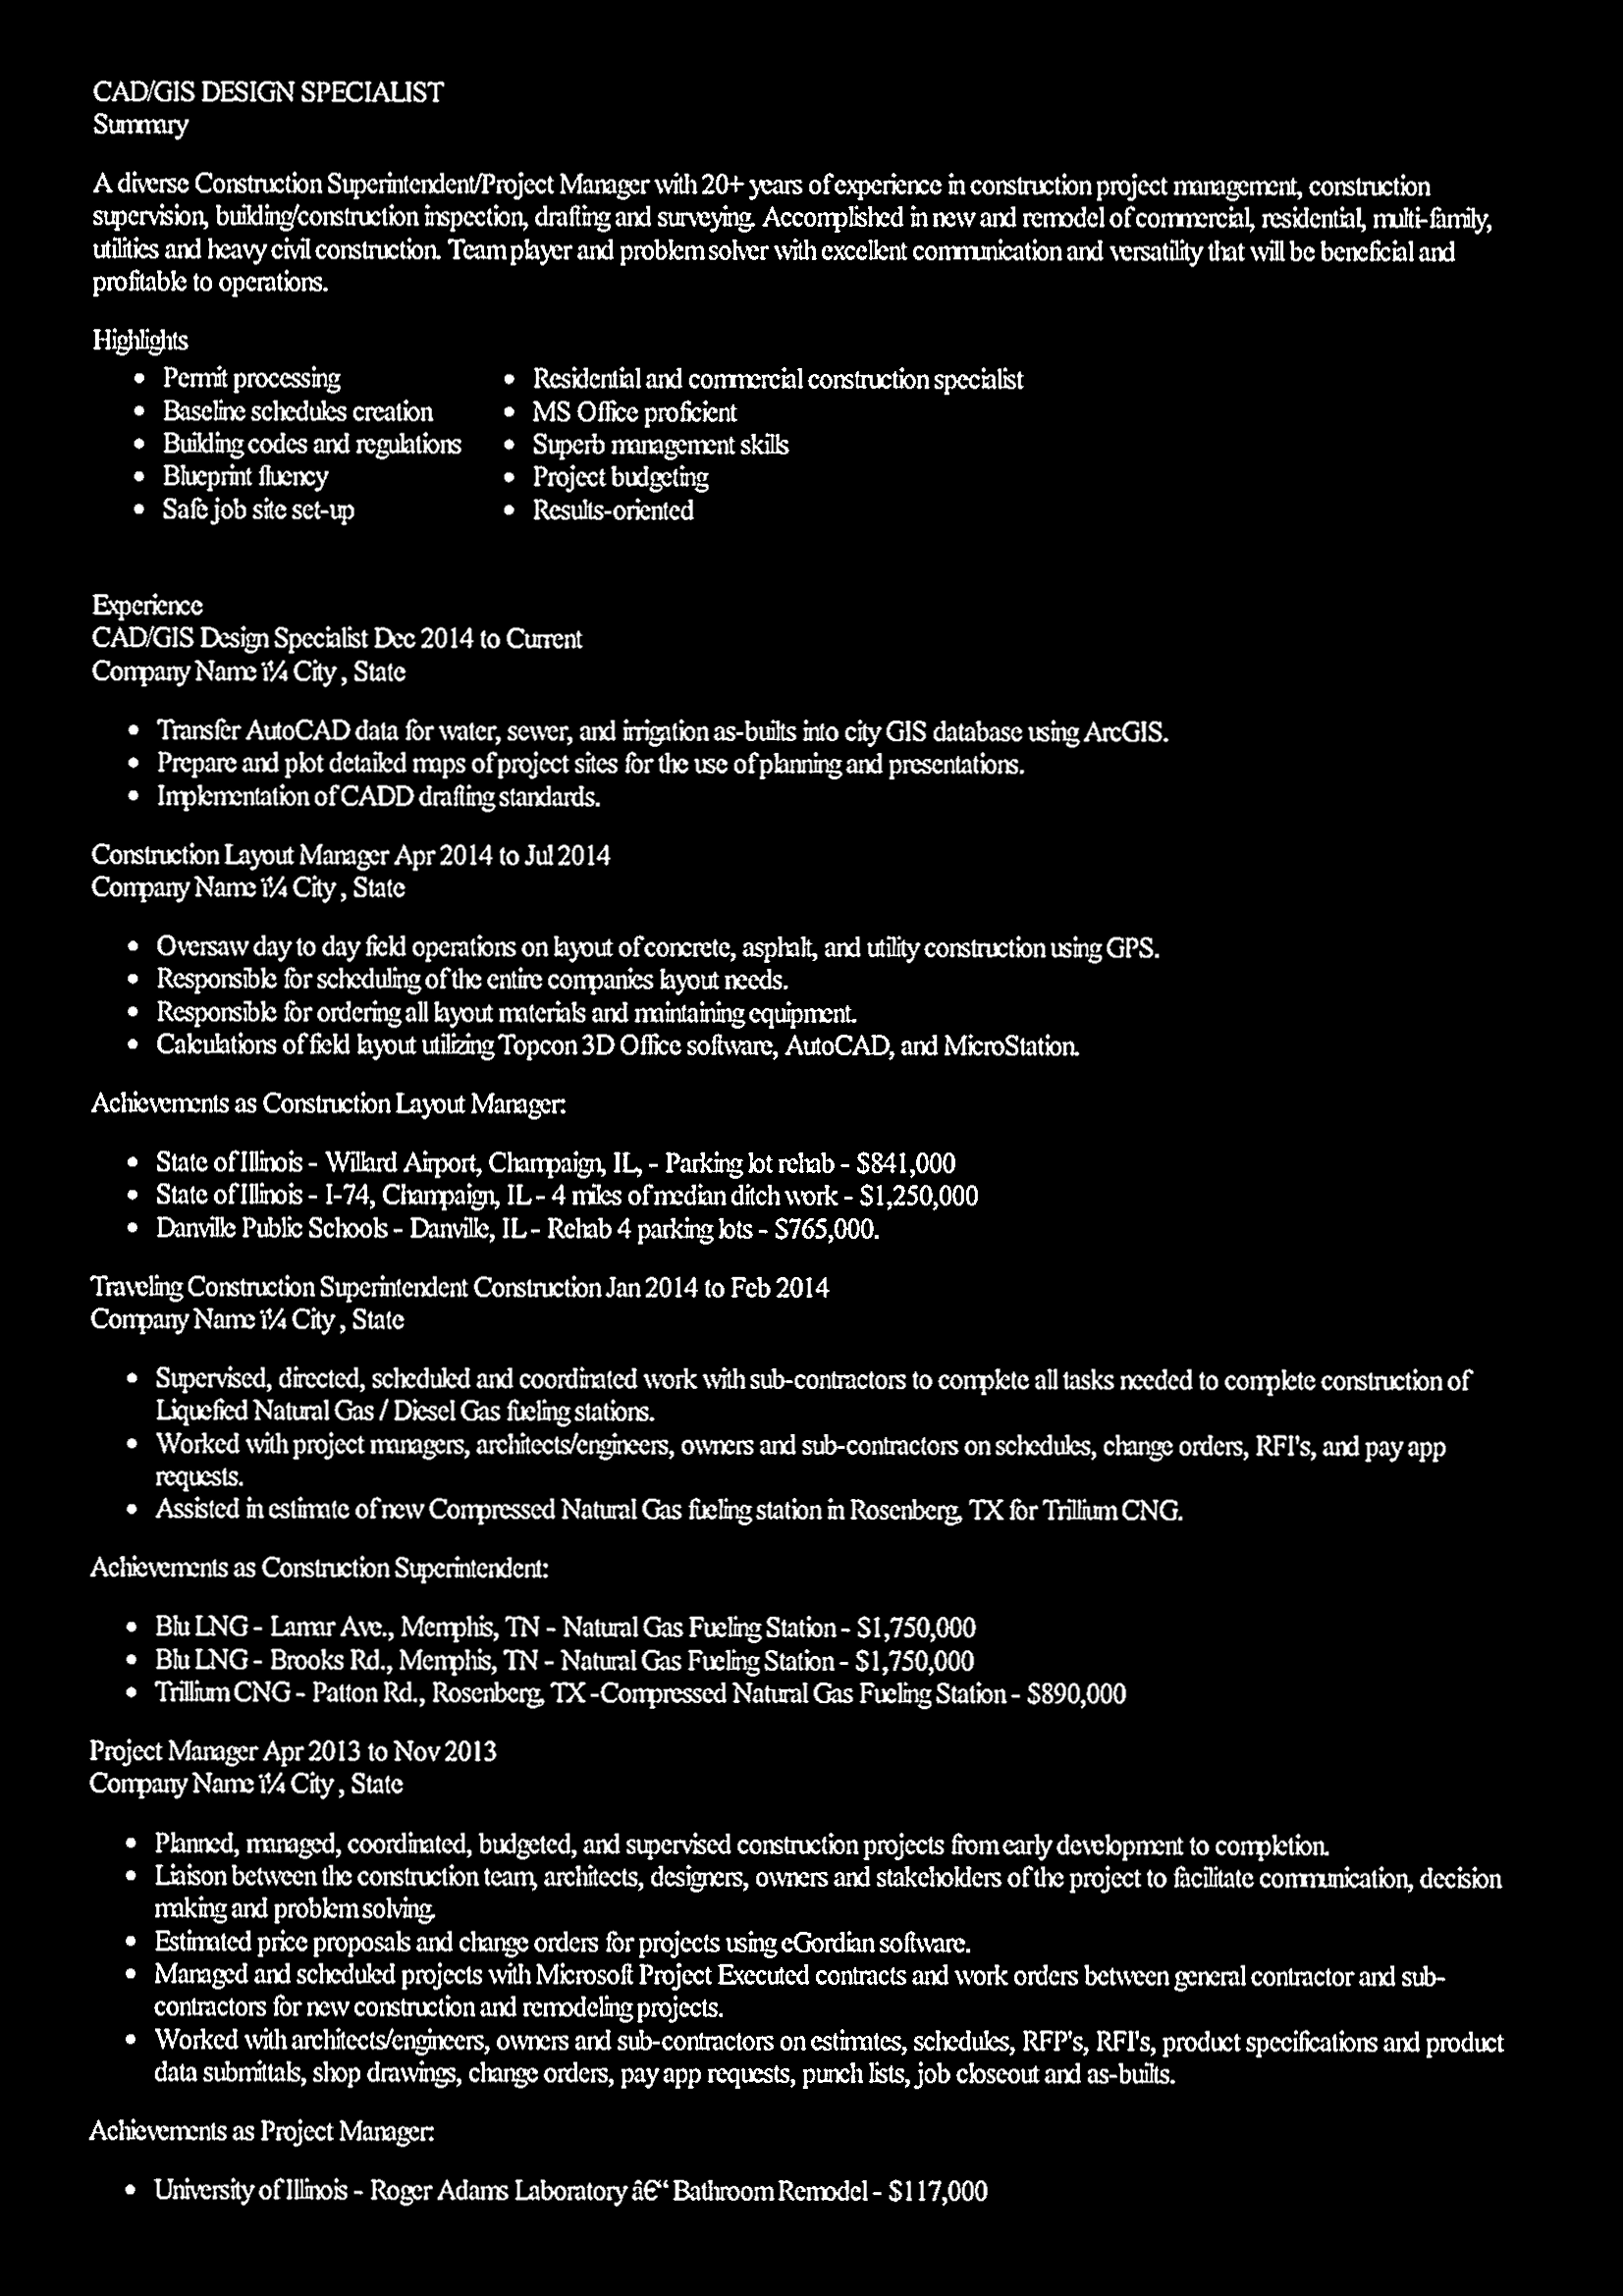 CAD/GIS DESIGN SPECIALIST
Summary
A diverse Construction Superintendent/Project Manager with 20+ years of experience in construction project management, construction
supervision, building/construction inspection, drafting and surveying. Accomplished in new and remodel of commercial, residential, multi-family,
utilities and heavy civil construction. Team player and problem solver with excellent communication and versatility that will be beneficial and
profitable to operations.
Highlights
• Permit processing
• Baseline schedules creation
• Building codes and regulations
• Blueprint fluency
• Safe job site set-up
• Residential and commercial construction specialist
• MS Office proficient
• Superb management skills
• Project budgeting
• Results-oriented
Experience
CAD/GIS Design Specialist Dec 2014 to Current
Company Name ï¼ City , State
• Transfer AutoCAD data for water, sewer, and irrigation as-builts into city GIS database using ArcGIS.
• Prepare and plot detailed maps of project sites for the use of planning and presentations.
• Implementation of CADD drafting standards.
Construction Layout Manager Apr 2014 to Jul 2014
Company Name ï¼ City , State
• Oversaw day to day field operations on layout of concrete, asphalt, and utility construction using GPS.
• Responsible for scheduling of the entire companies layout needs.
• Responsible for ordering all layout materials and maintaining equipment.
• Calculations of field layout utilizing Topcon 3D Office software, AutoCAD, and MicroStation.
Achievements as Construction Layout Manager:
• State of Illinois - Willard Airport, Champaign, IL, - Parking lot rehab - $841,000
• State of Illinois - I-74, Champaign, IL - 4 miles of median ditch work - $1,250,000
• Danville Public Schools - Danville, IL - Rehab 4 parking lots - $765,000.
Traveling Construction Superintendent Construction Jan 2014 to Feb 2014
Company Name ï¼ City , State
• Supervised, directed, scheduled and coordinated work with sub-contractors to complete all tasks needed to complete construction of
Liquefied Natural Gas / Diesel Gas fueling stations.
• Worked with project managers, architects/engineers, owners and sub-contractors on schedules, change orders, RFI's, and pay app
requests.
• Assisted in estimate of new Compressed Natural Gas fueling station in Rosenberg, TX for Trillium CNG.
Achievements as Construction Superintendent:
• Blu LNG - Lamar Ave., Memphis, TN - Natural Gas Fueling Station - $1,750,000
• Blu LNG - Brooks Rd., Memphis, TN - Natural Gas Fueling Station - $1,750,000
• Trillium CNG - Patton Rd., Rosenberg, TX -Compressed Natural Gas Fueling Station - $890,000
Project Manager Apr 2013 to Nov 2013
Company Name ï¼ City , State
• Planned, managed, coordinated, budgeted, and supervised construction projects from early development to completion.
• Liaison between the construction team, architects, designers, owners and stakeholders of the project to facilitate communication, decision
making and problem solving.
• Estimated price proposals and change orders for projects using eGordian software.
• Managed and scheduled projects with Microsoft Project Executed contracts and work orders between general contractor and sub-
contractors for new construction and remodeling projects.
• Worked with architects/engineers, owners and sub-contractors on estimates, schedules, RFP's, RFI's, product specifications and product
data submittals, shop drawings, change orders, pay app requests, punch lists, job closeout and as-builts.
Achievements as Project Manager:
• University of Illinois - Roger Adams Laboratory â€“ Bathroom Remodel - $117,000